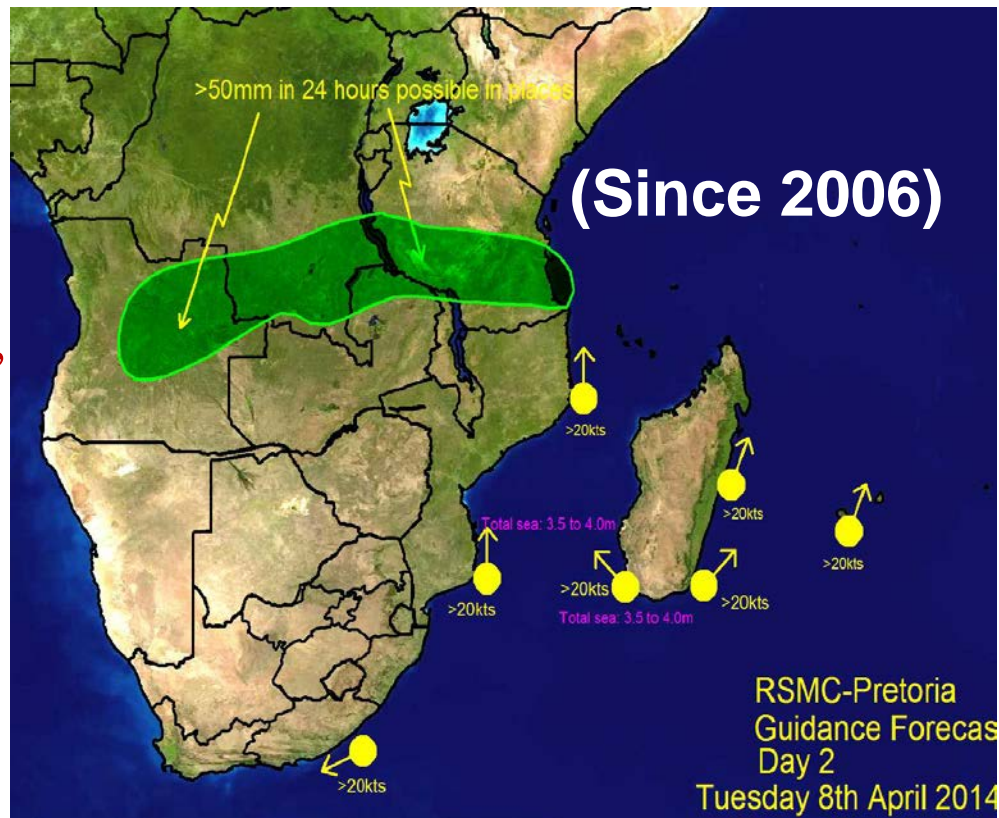 >50mm in 24 hours possible in places
(Since 2006)
>20kts
>20kts
Total sea: 3.5 to 4.0m
>20kts
>20kts
>20kts
>20kts
Total sea: 3.5 to 4.0m
>20kts
RSMC-Pretoria
Guidance Forecas
Day 2
Tuesday 8th April 2014